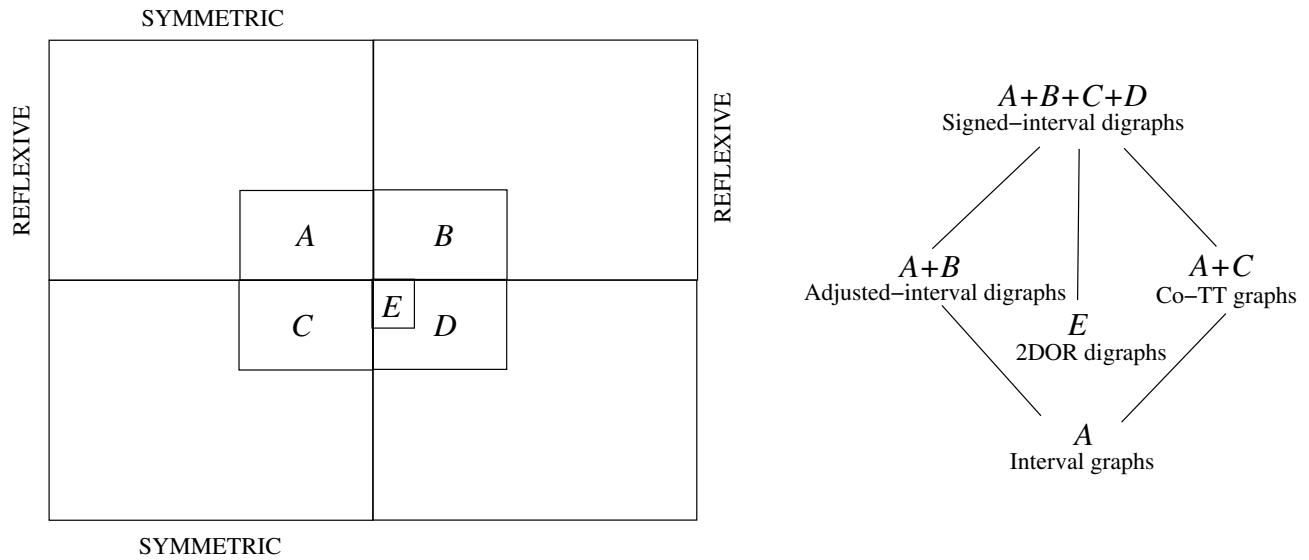 SYMMETRIC
REFLEXIVE
REFLEXIVE
A
B
C
E
D
SYMMETRIC
A+B+C+D
Signed−interval digraphs
A+B
Adjusted−interval digraphs
A+C
Co−TT graphs
E
2DOR digraphs
A
Interval graphs